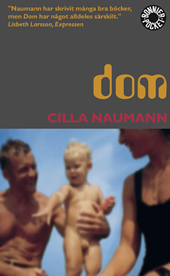 "Naumann har skrivit många bra böcker,
men Dom har något alldeles särskilt."
Lisbeth Larsson, Expressen
BONNIER
POCKET
dom
CILLA NAUMANN